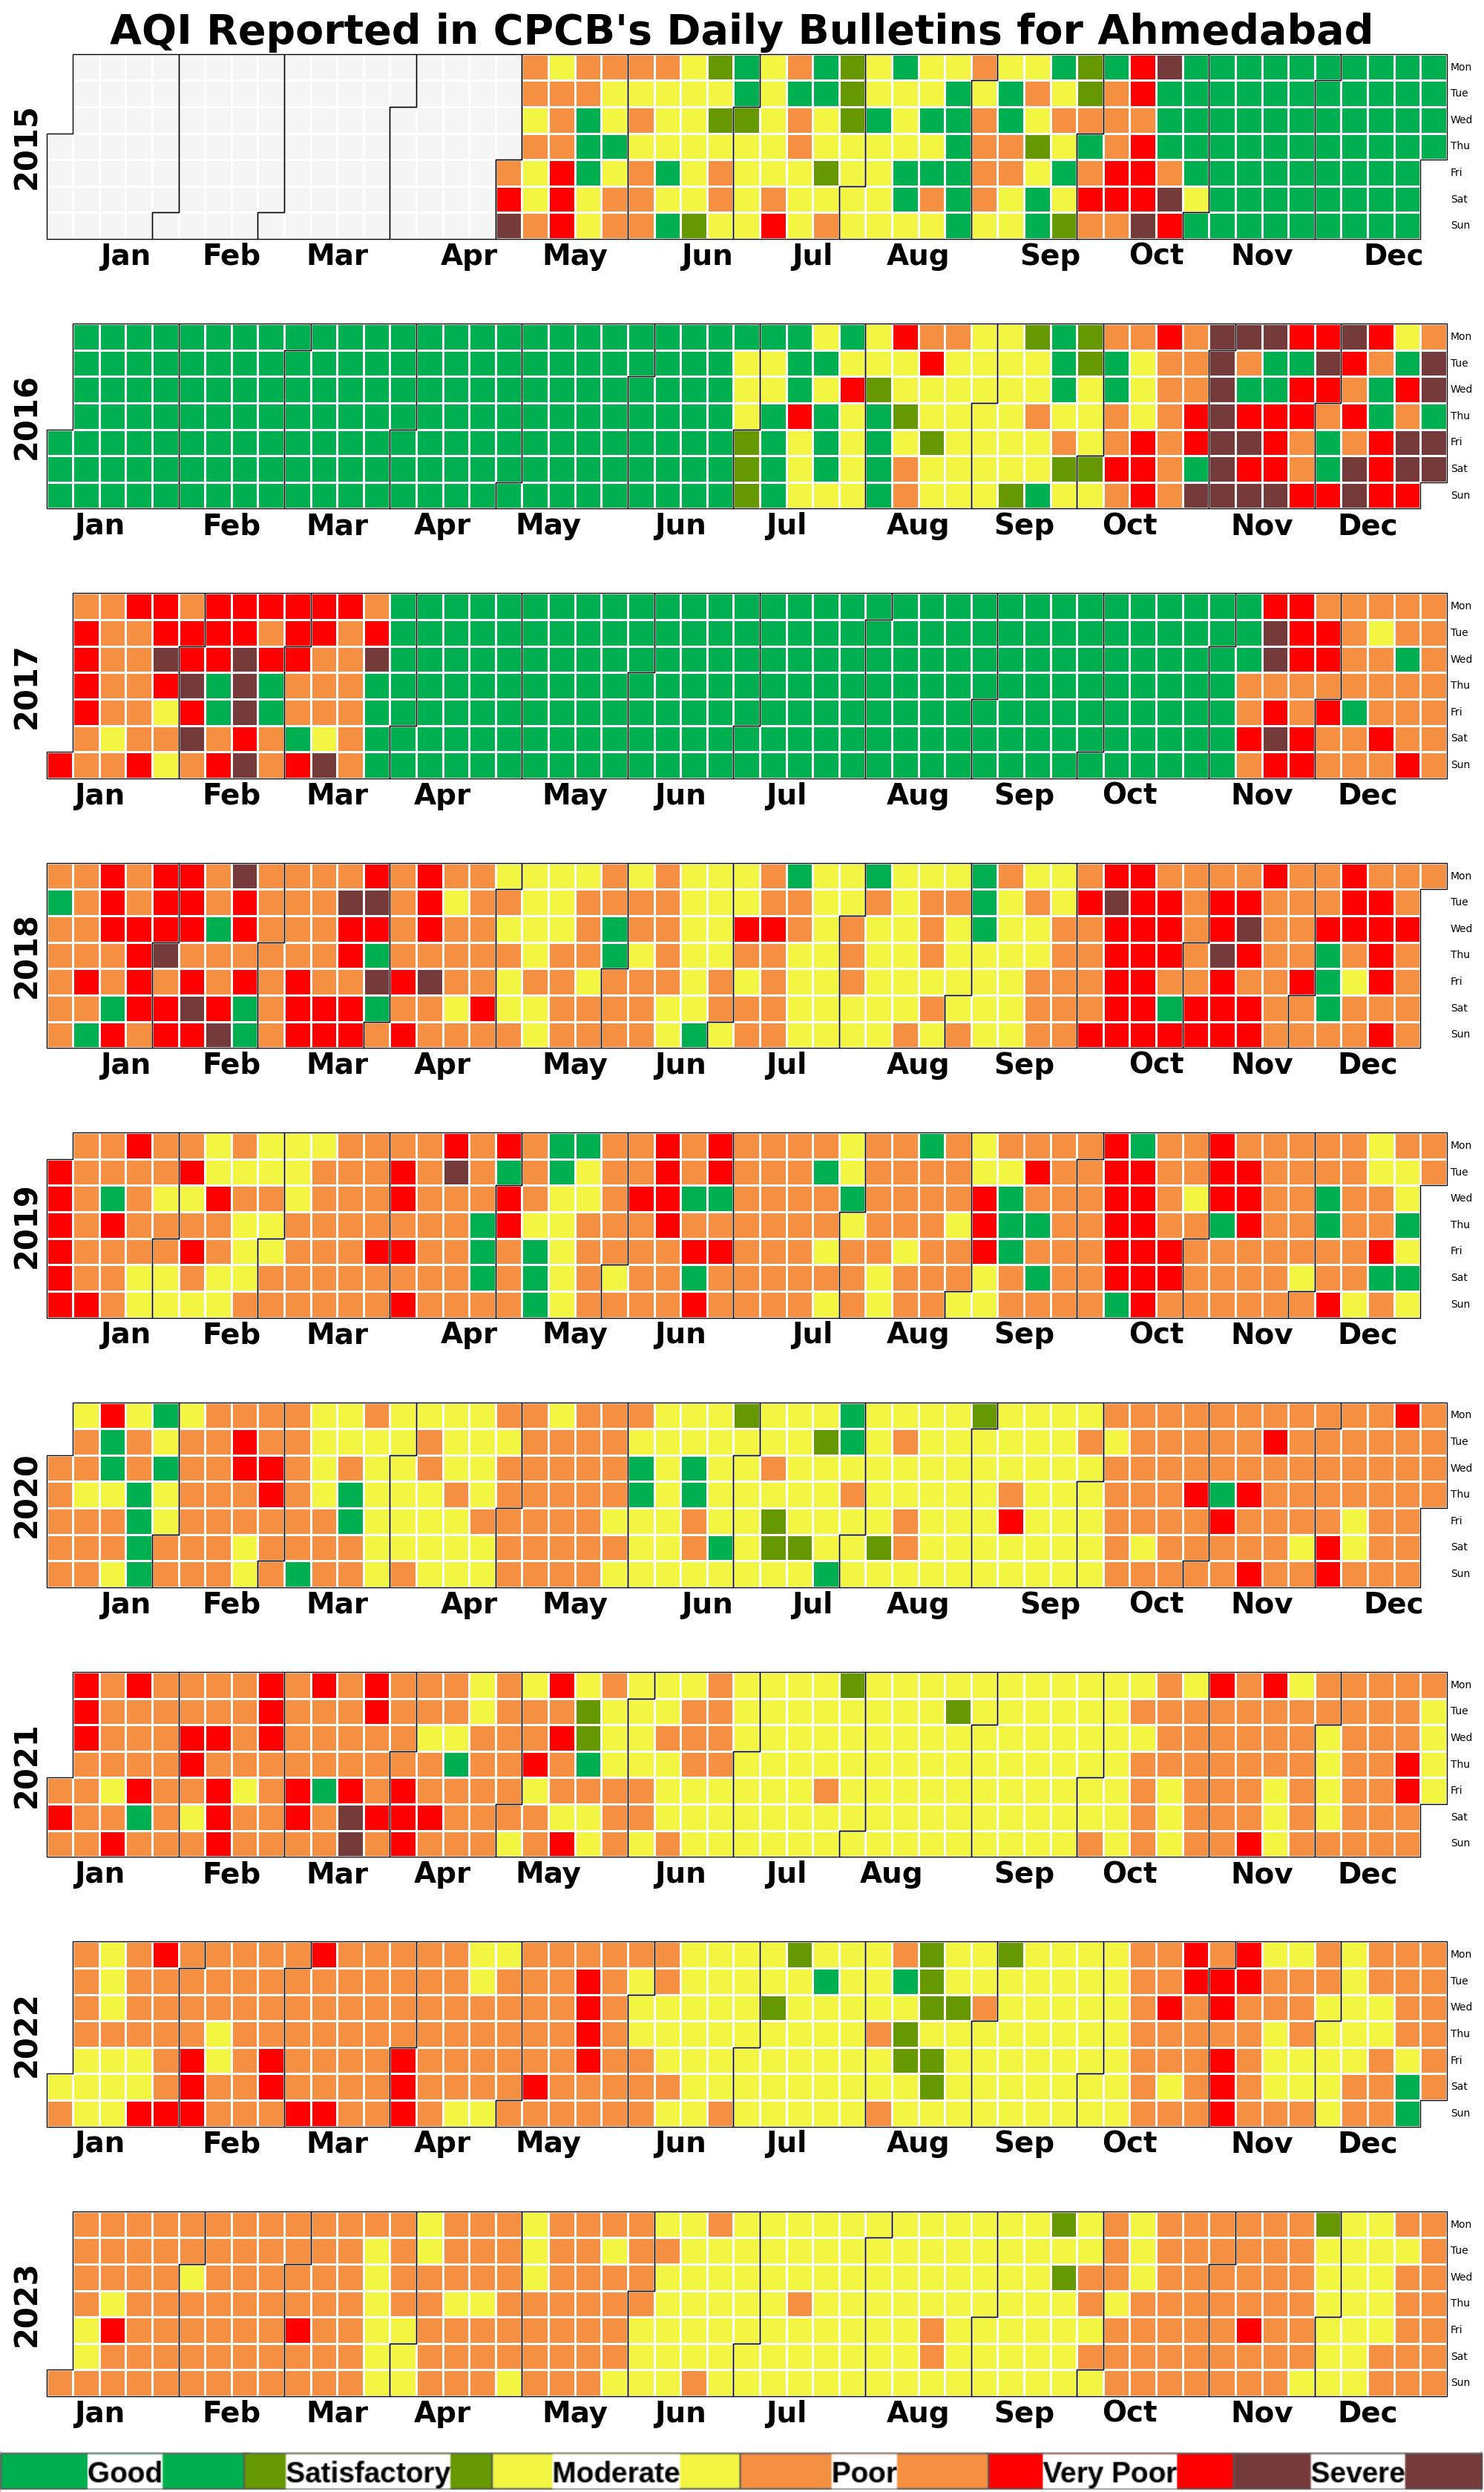 AQI Reported in CPCB's Daily Bulletins for Ahmedabad
2015
Mon
Tue
Wed
Thu
Fri
Sat
Sun
Jan Feb Mar Apr May Jun Jul Aug Sep Oct Nov Dec
2016
Mon
Tue
Wed
Thu
Fri
Sat
Sun
Jan Feb Mar Apr May Jun Jul Aug Sep Oct Nov Dec
2017
Mon
Tue
Wed
Thu
Fri
Sat
Sun
Jan Feb Mar Apr May Jun Jul Aug Sep Oct Nov Dec
2018
Mon
Tue
Wed
Thu
Fri
Sat
Sun
Jan Feb Mar Apr May Jun Jul Aug Sep Oct Nov Dec
2019
Mon
Tue
Wed
Thu
Fri
Sat
Sun
Jan Feb Mar Apr May Jun Jul Aug Sep Oct Nov Dec
2020
Mon
Tue
Wed
Thu
Fri
Sat
Sun
Jan Feb Mar Apr May Jun Jul Aug Sep Oct Nov Dec
2021
Mon
Tue
Wed
Thu
Fri
Sat
Sun
Jan Feb Mar Apr May Jun Jul Aug Sep Oct Nov Dec
2022
Mon
Tue
Wed
Thu
Fri
Sat
Sun
Jan Feb Mar Apr May Jun Jul Aug Sep Oct Nov Dec
2023
Mon
Tue
Wed
Thu
Fri
Sat
Sun
Jan Feb Mar Apr May Jun Jul Aug Sep Oct Nov Dec
Good Satisfactory Moderate Poor Very Poor Severe